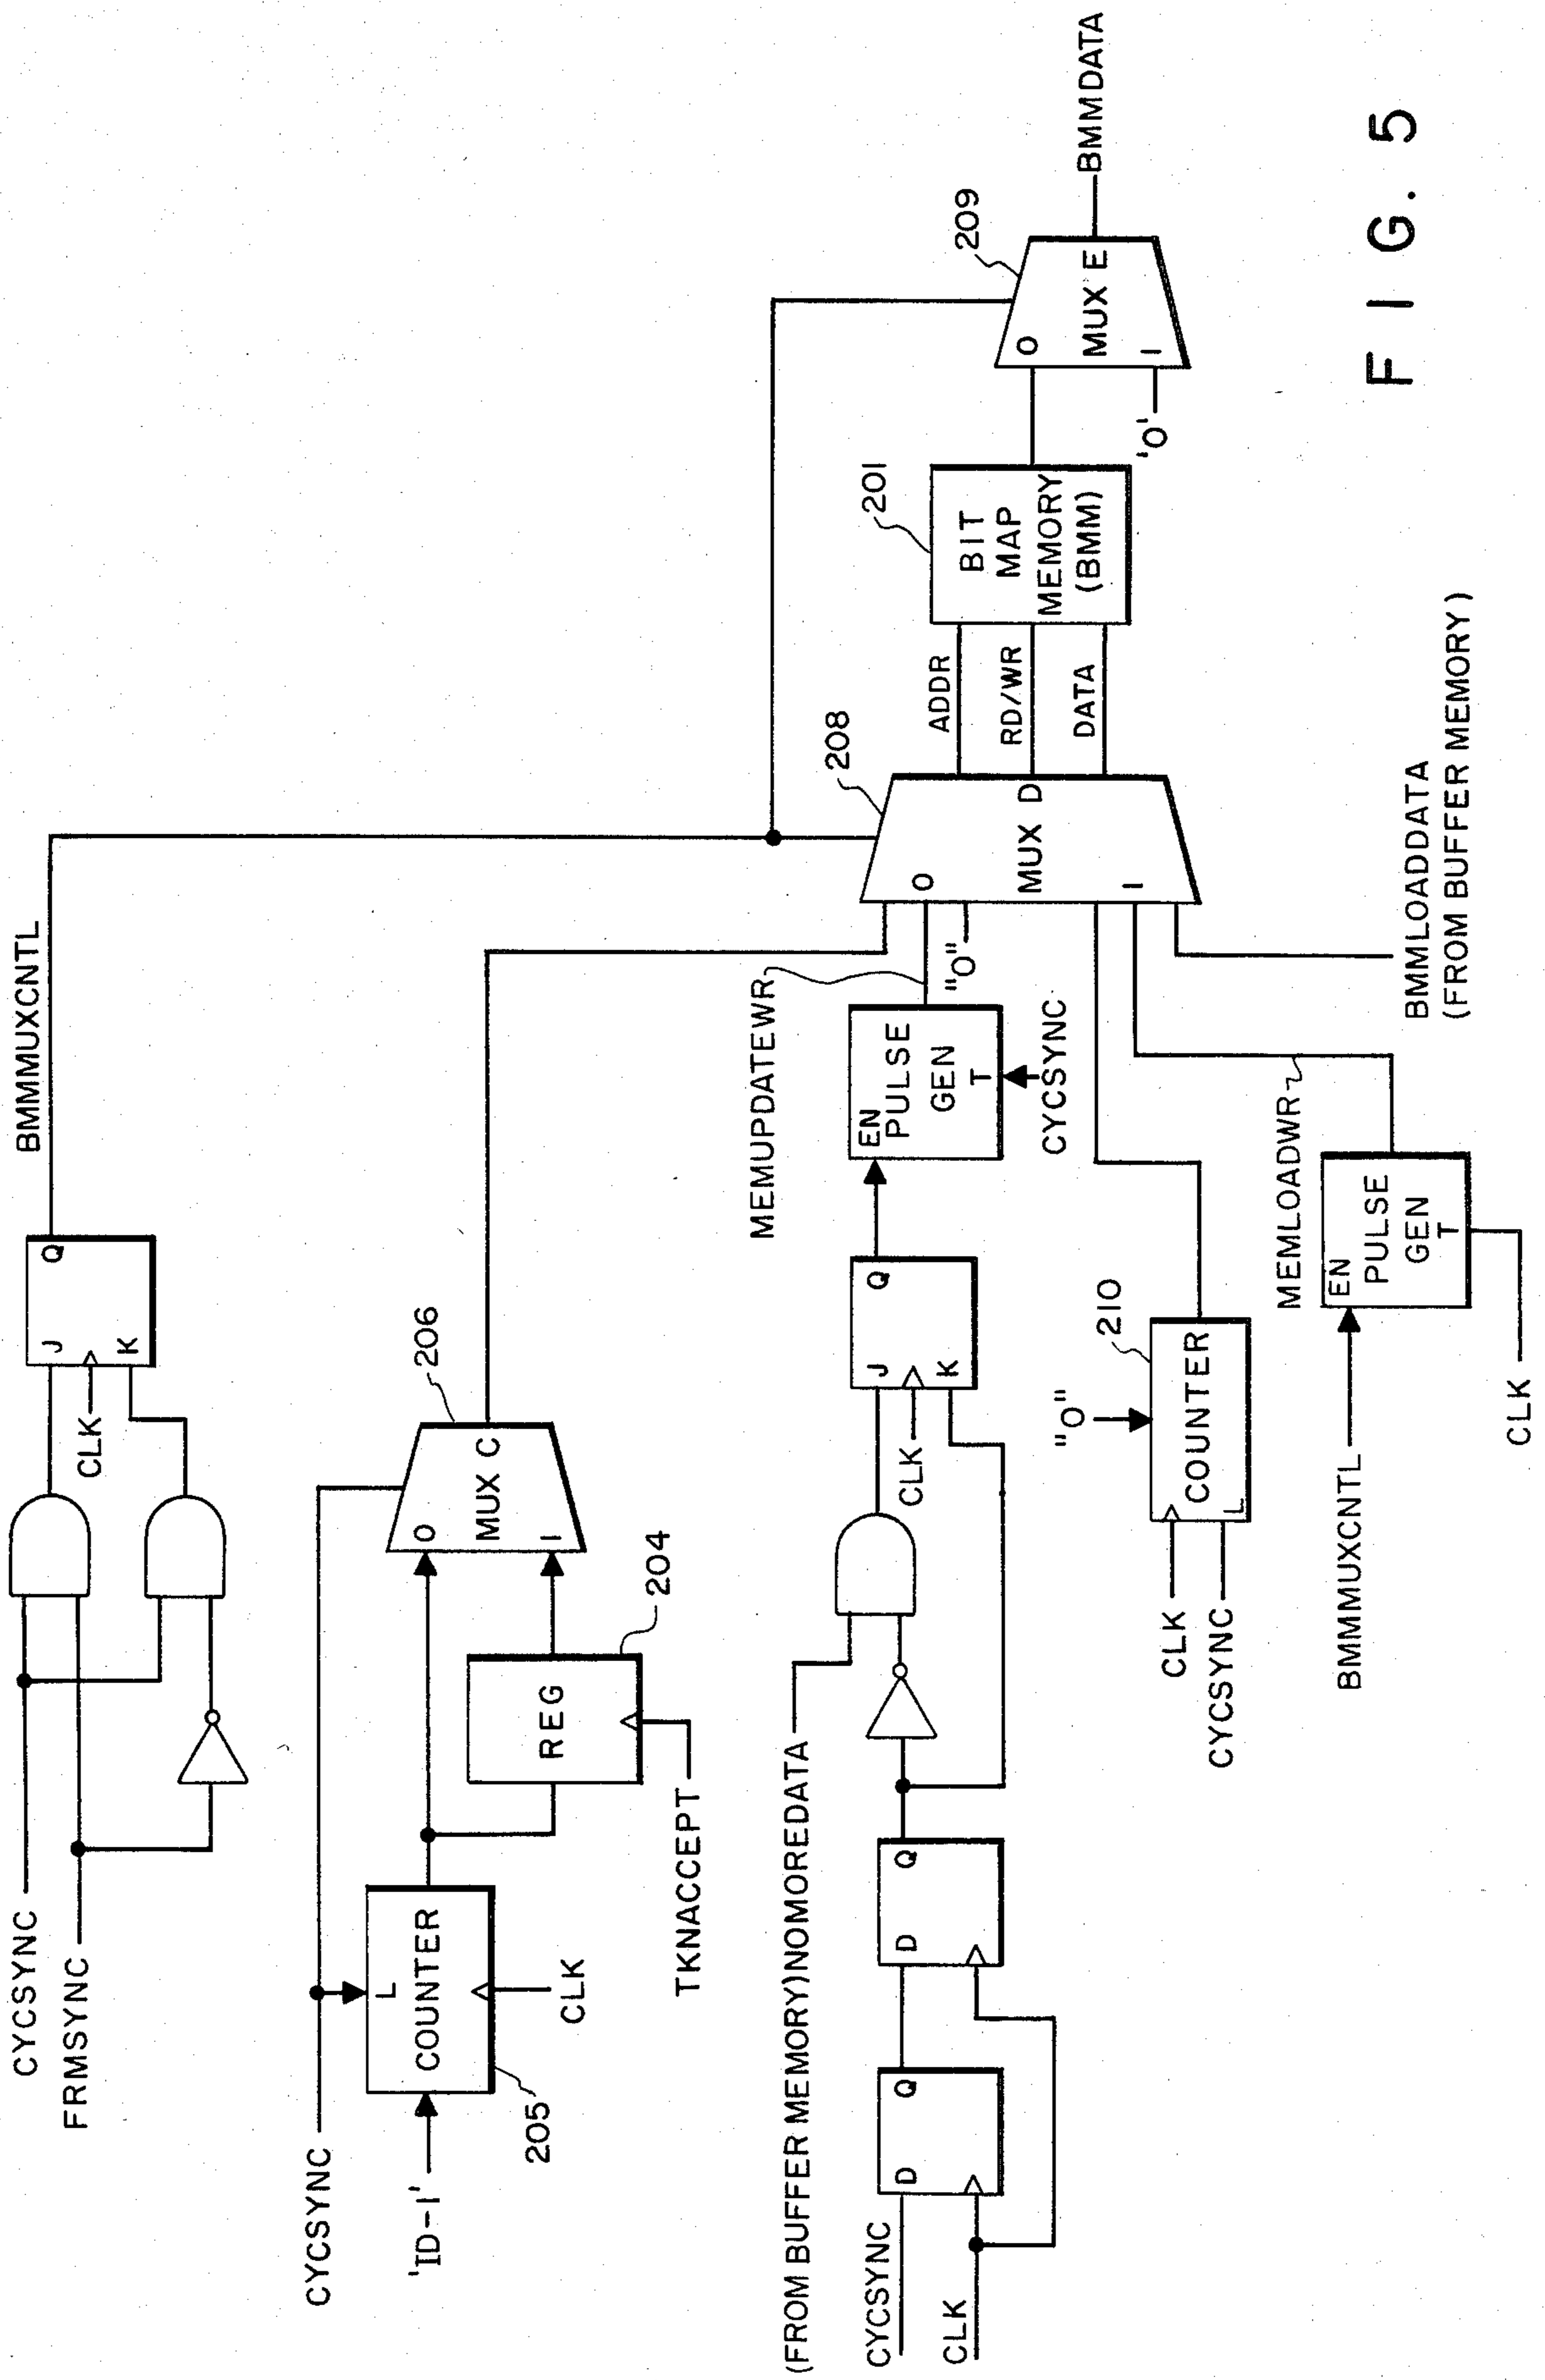 CYCSYNC
FRMSYNC
CLK
J
K
Q
BMMMUXCNTL
CYCSYNC
'ID-1'
L
COUNTER
205
CLK
REG
204
TKNACCEPT
O
MUX C
I
206
(FROM BUFFER MEMORY)NOMOREDATA
CYCSYNC
CLK
D
Q
D
Q
CLK
J
K
Q
EN
PULSE
GEN
T
CYCSYNC
MEMUPDATEWR
"O"
CLK
CYCSYNC
"O"
COUNTER
L
210
BMMMUXCNTL
EN
PULSE
GEN
T
CLK
MEMLOADWR
BMMLOADDATA
(FROM BUFFER MEMORY)
O
MUX D
I
208
ADDR
RD/WR
DATA
BIT
MAP
MEMORY
(BMM)
201
'O'
O
MUX E
I
209
BMMDATA
FIG. 5